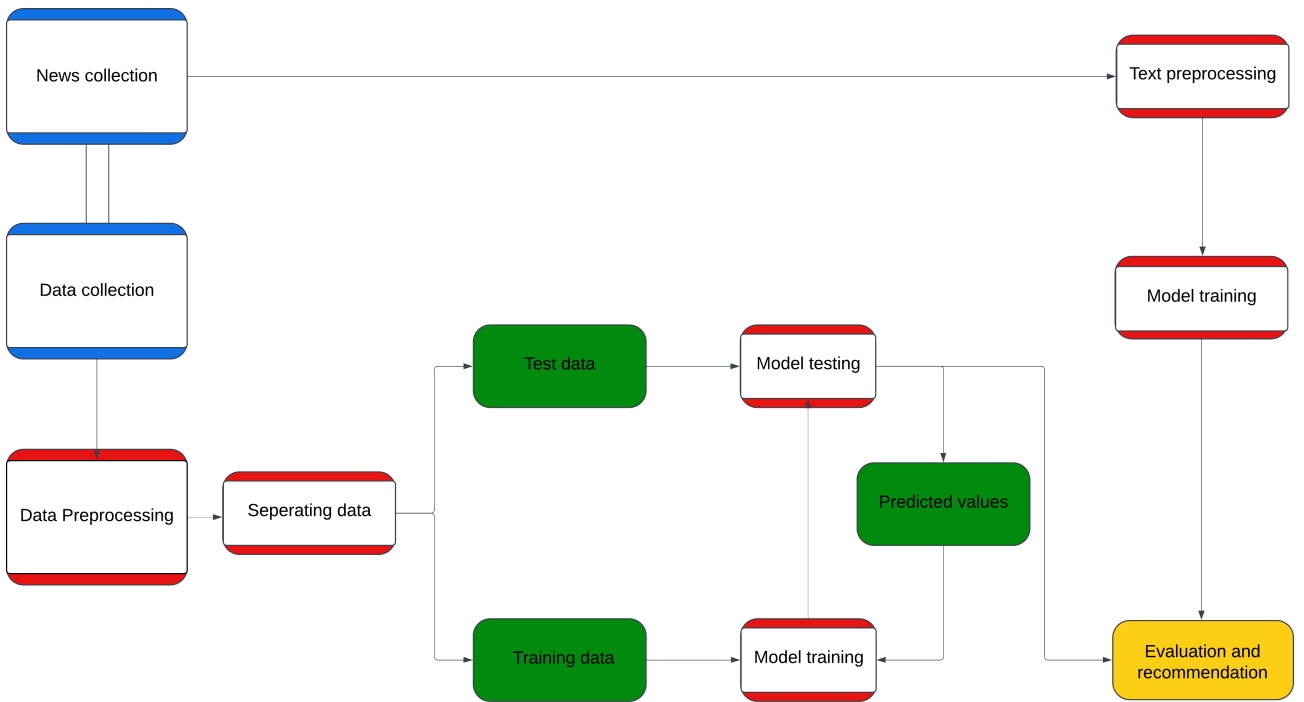 News collection
Text preprocessing
Data collection
Model training
Test data
Model testing
Data Preprocessing
Seperating data
Predicted values
Training data
Model training
Evaluation and
recommendation